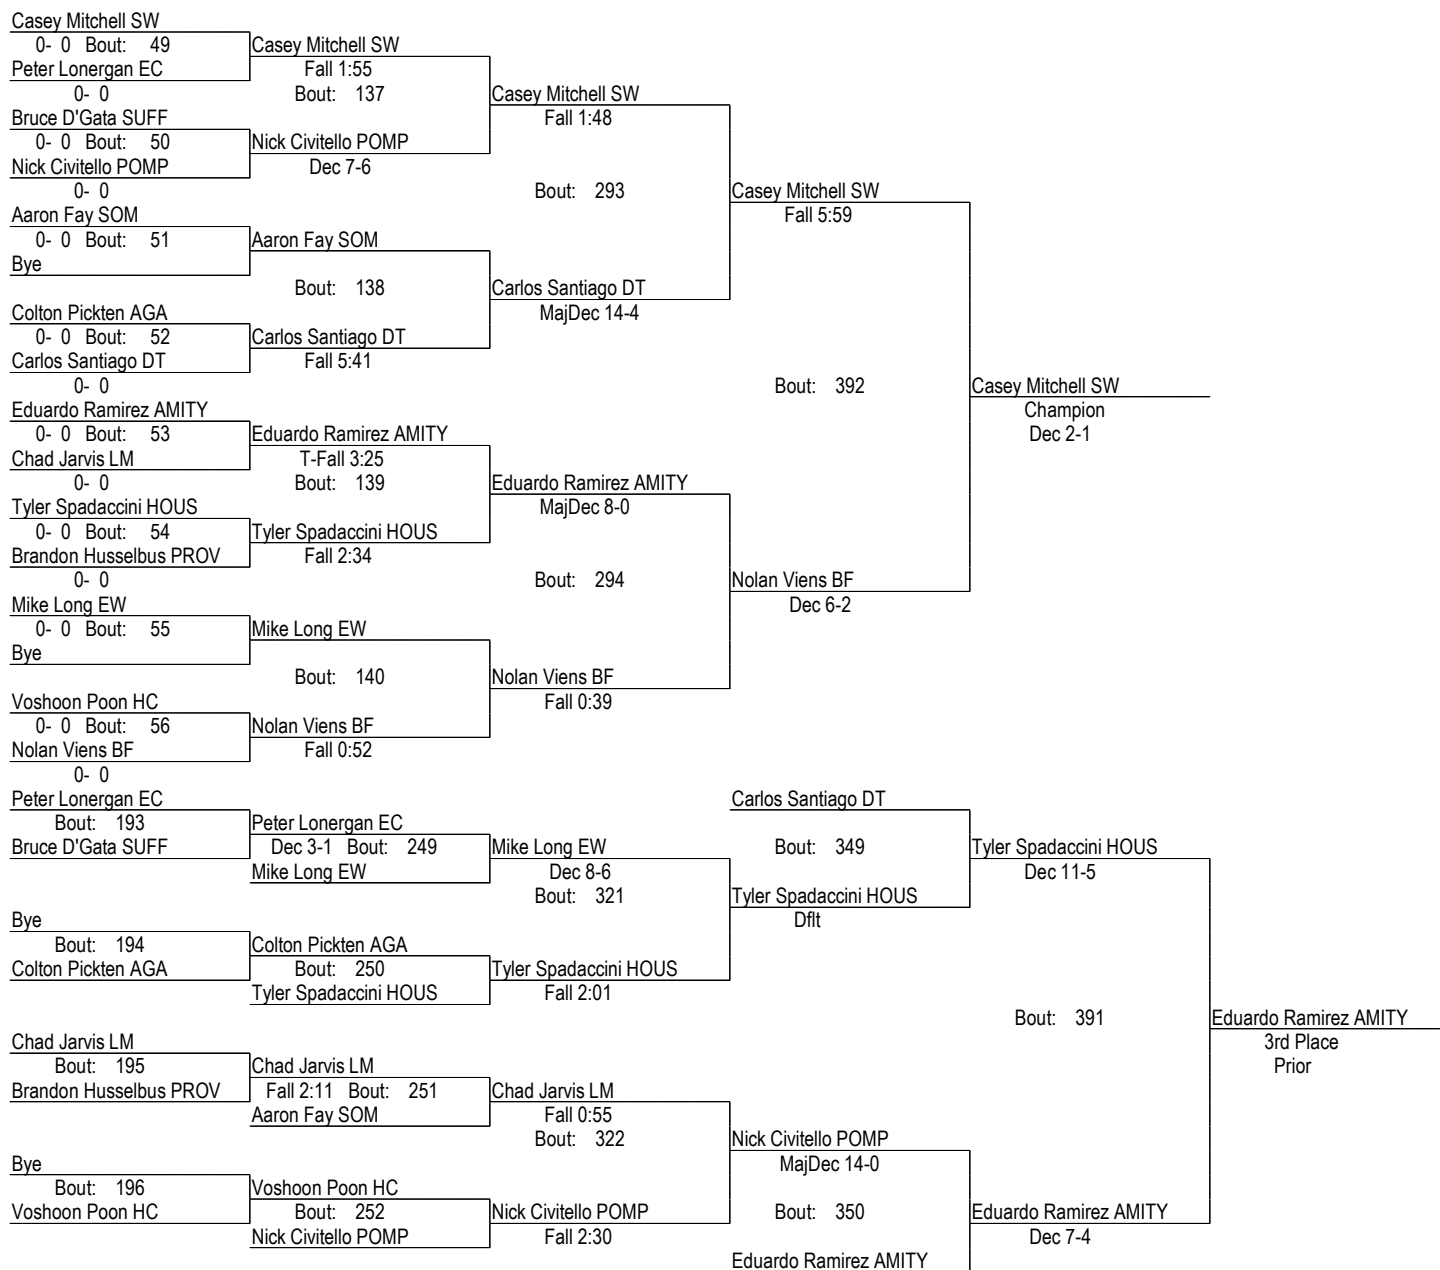 Casey Mitchell SW
0- 0 Bout: 49
Peter Lonergan EC
0- 0
Bruce D'Gata SUFF
0- 0 Bout: 50
Nick Civitello POMP
0- 0
Aaron Fay SOM
0- 0 Bout: 51
Bye
Colton Pickten AGA
0- 0 Bout: 52
Carlos Santiago DT
0- 0
Eduardo Ramirez AMITY
0- 0 Bout: 53
Chad Jarvis LM
0- 0
Tyler Spadaccini HOUS
0- 0 Bout: 54
Brandon Husselbus PROV
0- 0
Mike Long EW
0- 0 Bout: 55
Bye
Voshoon Poon HC
0- 0 Bout: 56
Nolan Viens BF
0- 0
Casey Mitchell SW
Fall 1:55
Bout: 137
Nick Civitello POMP
Dec 7-6
Aaron Fay SOM
Bout: 138
Carlos Santiago DT
Fall 5:41
Eduardo Ramirez AMITY
T-Fall 3:25
Bout: 139
Tyler Spadaccini HOUS
Fall 2:34
Mike Long EW
Bout: 140
Nolan Viens BF
Fall 0:52
Casey Mitchell SW
Fall 1:48
Bout: 293
Carlos Santiago DT
MajDec 14-4
Eduardo Ramirez AMITY
MajDec 8-0
Bout: 294
Nolan Viens BF
Fall 0:39
Casey Mitchell SW
Fall 5:59
Bout: 392
Nolan Viens BF
Dec 6-2
Casey Mitchell SW
Champion
Dec 2-1
Peter Lonergan EC
Bout: 193
Bruce D'Gata SUFF
Bye
Bout: 194
Colton Pickten AGA
Chad Jarvis LM
Bout: 195
Brandon Husselbus PROV
Bye
Bout: 196
Voshoon Poon HC
Peter Lonergan EC
Dec 3-1 Bout: 249
Mike Long EW
Colton Pickten AGA
Bout: 250
Tyler Spadaccini HOUS
Chad Jarvis LM
Fall 2:11 Bout: 251
Aaron Fay SOM
Voshoon Poon HC
Bout: 252
Nick Civitello POMP
Mike Long EW
Dec 8-6
Bout: 321
Tyler Spadaccini HOUS
Fall 2:01
Chad Jarvis LM
Fall 0:55
Bout: 322
Nick Civitello POMP
Fall 2:30
Carlos Santiago DT
Bout: 349
Tyler Spadaccini HOUS
Dflt
Nick Civitello POMP
MajDec 14-0
Bout: 350
Eduardo Ramirez AMITY
Tyler Spadaccini HOUS
Dec 11-5
Bout: 391
Eduardo Ramirez AMITY
Dec 7-4
Eduardo Ramirez AMITY
3rd Place
Prior